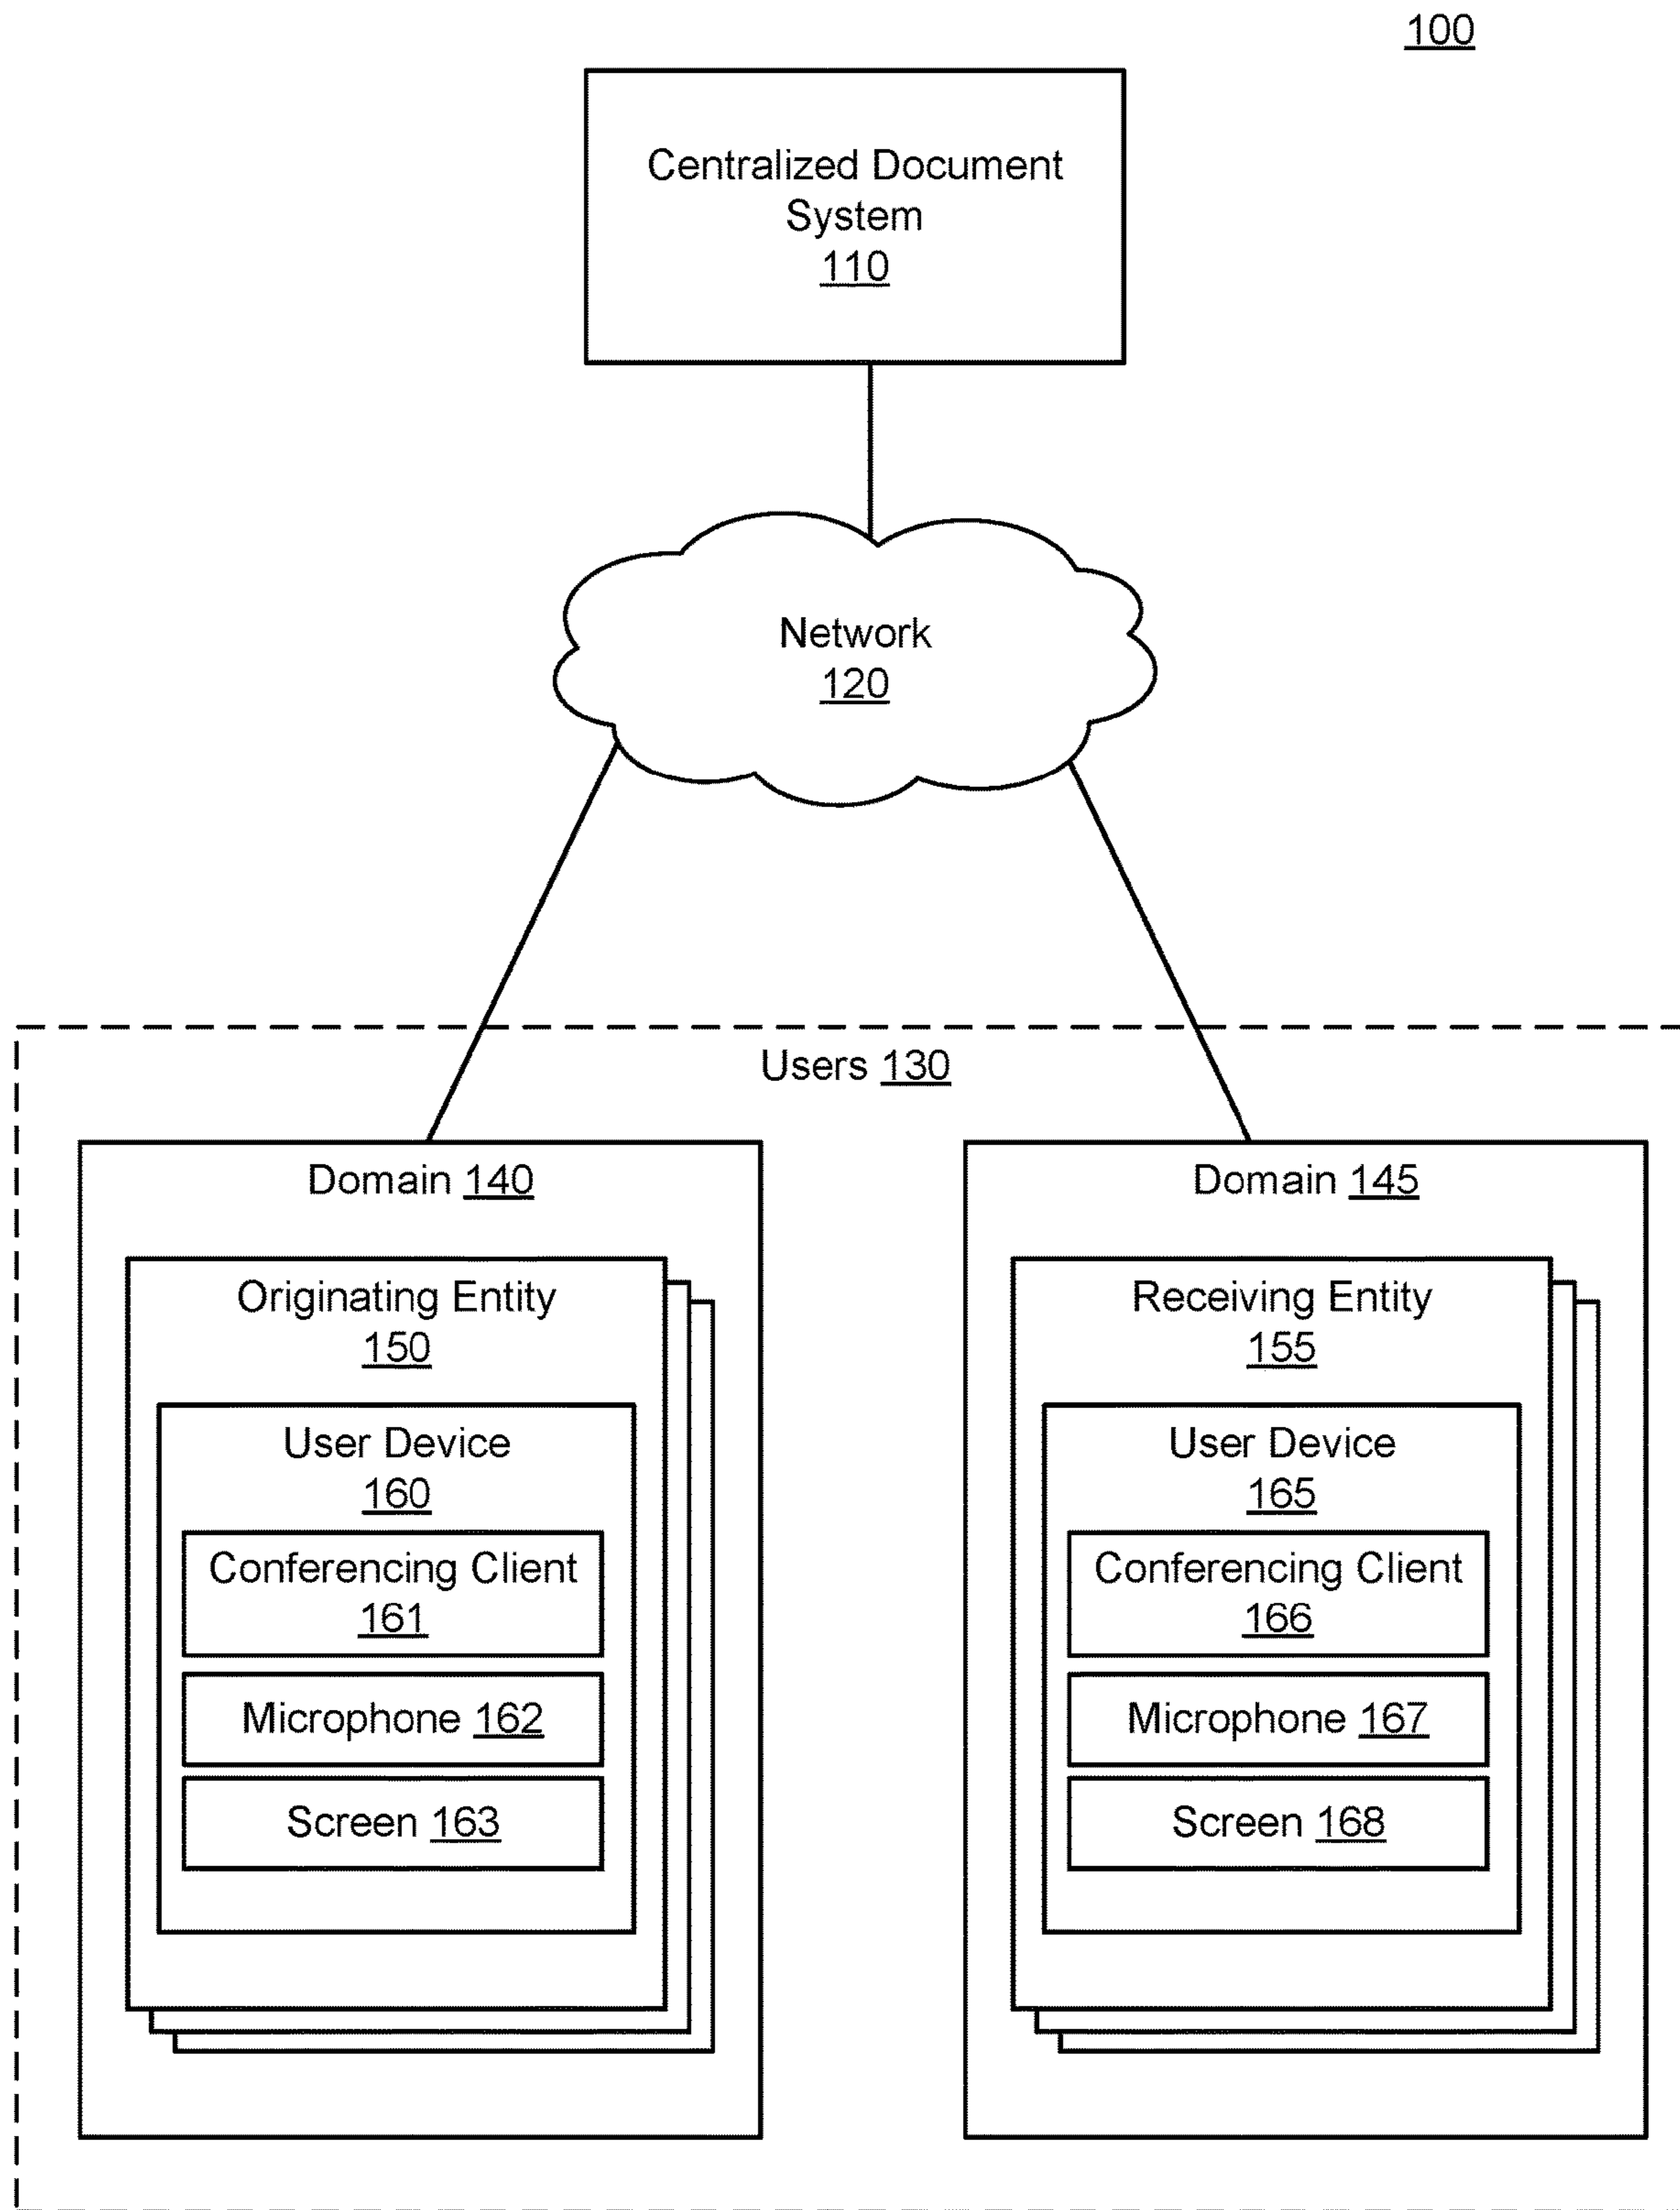 100
Centralized Document
System
110
Network
120
Users 130
Domain 140
Originating Entity
150
User Device
160
Conferencing Client
161
Microphone 162
Screen 163
Domain 145
Receiving Entity
155
User Device
165
Conferencing Client
166
Microphone 167
Screen 168